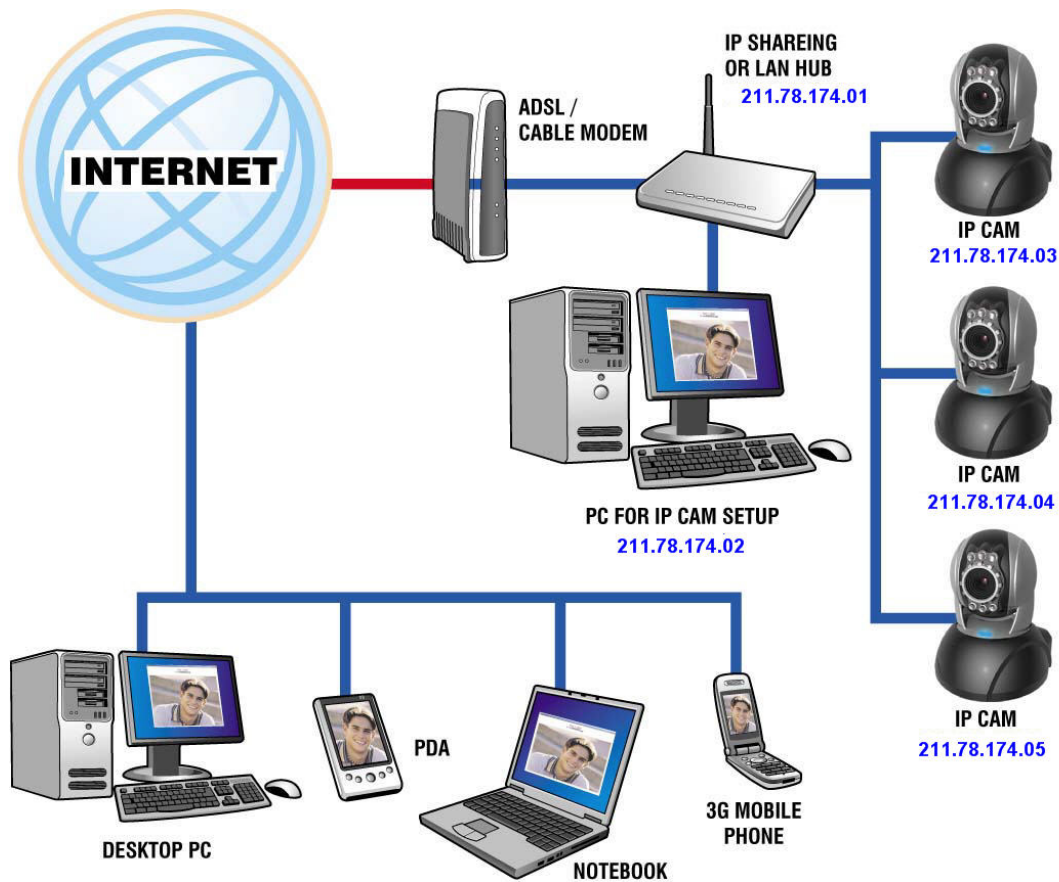 IP SHAREING
OR LAN HUB
211.78.174.01
ADSL /
CABLE MODEM
INTERNET
IP CAM
211.78.174.03
IP CAM
211.78.174.04
PC FOR IP CAM SETUP
211.78.174.02
IP CAM
211.78.174.05
PDA
3G MOBILE
PHONE
DESKTOP PC
NOTEBOOK